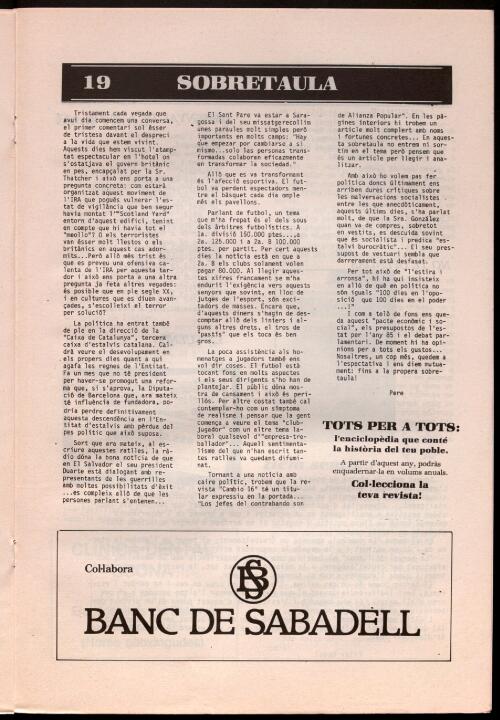 19 SOBRETAULA
Tristament cada vegada que
avui dia comencem una conversa,
el primer comentari sol ésser
de tristesa davant el despreci
a la vida que estem vivint.
Aquests dies hem viscut l'atemp-
tat espectacular en l'hotel on
s'ostatjava el govern britànic
en pes, encapçalat per la Sr.
Thatcher i això ens porta a una
pregunta concreta: com estarà
organitzat aquest moviment de
l'IRA que pogués vulnerar l'es-
tat de vigilància que ben segur
havia montat l'"Scotland Yard"
entorn d'aquest edifici, tenint
en compte que hi havia tot el
"meollo"? O els terroristes
van ésser molt llestos o els
britànics en aquest cas ador-
mits...Però allò més trist és
que es preveu una ofensiva ca-
lenta de l'IRA per aquesta tar-
dor i això ens porta a una altra
pregunta ja feta altres vegades:
és posible que en ple segle XX;
i en cultures que es diuen avan-
çades, s'escolleixi el terror
per solució?
La política ha entrat també
de ple en la direcció de la
"Caixa de Catalunya", tercera
caixa d'estalvis catalana. Cal-
drà veure el desevolupament en
els propers dies quant a qui
agafa les regnes de l'Entitat.
Fa un mes que no té president
per haver-se promogut una refor-
ma que, si s'aprova, la Diputa-
ció de Barcelona que, ara mateix
té influència de fundadora, po-
dria perdre definitivament
aquesta descendència en l'En-
titat d'estalvis amb pèrdua del
pes polític que això suposa.
Sort que ara mateix, al es-
criure aquestes ratlles, la rà-
dio dóna la bona notícia de que
en El Salvador el seu president
Duarte està dialogant amb re-
presentants de les guerrilles
amb moltes possibilitats d'èxit
...es compleix allò de que les
persones parlant s'entenen...
El Sant Pare va estar a Sara-
gossa i del seu missatgerecollim
unes paraules molt simples però
importants en molts camps: "Hay
que empezar por cambiarse a sí
mismo...solo las personas trans-
formadas colaboren eficazmente
en transformar la sociedad."
Allò que es va transformant
és l'afecció esportiva. El fut-
bol va perdent espectadors men-
tre el bàsquet cada dia omple
més els pavellons.
Parlant de futbol, un tema
que m'ha frepat és el dels sous
dels àrbitres futbolístics. A
1a. divisió 150.000 ptes...,a
2a. 125.000 i a 2a. B 100.000
ptes. per partit. Per cert aquests
dies la notícia està en que a
2a. B els clubs solament volen
pagar 80.000. Al llegir aques-
tes xifres francament se m'ha
endurit l'exigència vers aquests
senyors que sovint, en lloc de
jutges de l'esport, són exci-
tadors de masses. Encara que,
d'aquests diners s'hagin de des-
comptar allò dels liniers i al-
guns altres drets, el tros de
"pastís" que els toca és ben
gros.
La poca assistència als ho-
menatges a jugadors també ens
vol dir coses. El futbol està
tocant fons en molts aspectes
i els seus dirigents s'ho han de
plantejar. El públic dóna mos-
tra de cansament i això és peri-
llós. Per altre costat també cal
contemplar-ho com un símptoma
de realisme i pensar que la gent
comença a veure el tema "club-
jugador" com un altre tema la-
boral qualsevol d'"empresa-tre-
ballador"... Aquell sentimenta-
lisme del que n'han escrit tan-
tes ratlles va quedant difumi-
nat.
Tornant a una notícia amb
caire polític, trobem que la re-
vista "Cambio 16" té un titu-
lar expressiu en la portada...
"Los jefes del contrabando son
de Alianza Popular". En les pà-
gines interiors hi trobem un
article molt complert amb noms
i fortunes concretes... En aques-
ta sobretaula no entrem ni sor-
tim en el tema però pensem que
és un article per llegir i ana-
litzar.
Amb això ho volem pas fer
política doncs últimament ens
arriben dures crítiques sobre
les malversacions socialistes
entre les que anecdòticament,
aquests últims dies, s'ha parlat
molt, de que la Sra. González
quan va de compres, sobretot
en vestits, es descuida sovint
que és socialista i predica "es-
talvi burocràtic"... El seu pres-
supost de vestuari sembla que
darrerament està desfasat.
Per tot això de "l'estira i
arronsa", hi ha qui insisteix
en allò de què en política no
són iguals "100 dies en l'opo-
sició que 100 dies en el poder
...!"
I com a teló de fons ens que-
da aquest "pacte econòmic i so-
cial", els presupostos de l'es-
tat per l'any 85 i el debat par-
lamentari. De moment hi ha opi-
nions per a tots els gustos...
Nosaltres, un cop més, quedem a
l'espectativa i ens diem mutua-
ment: fins a la propera sobre-
taula!
Pere
TOTS PER A TOTS:
l'enciclopèdia que conté
la història del teu poble.
A partir d'aquest any, podràs
enquadernar-la en volums anuals.
Col·lecciona la
teva revista!
Col·labora
BS
BANC DE SABADELL